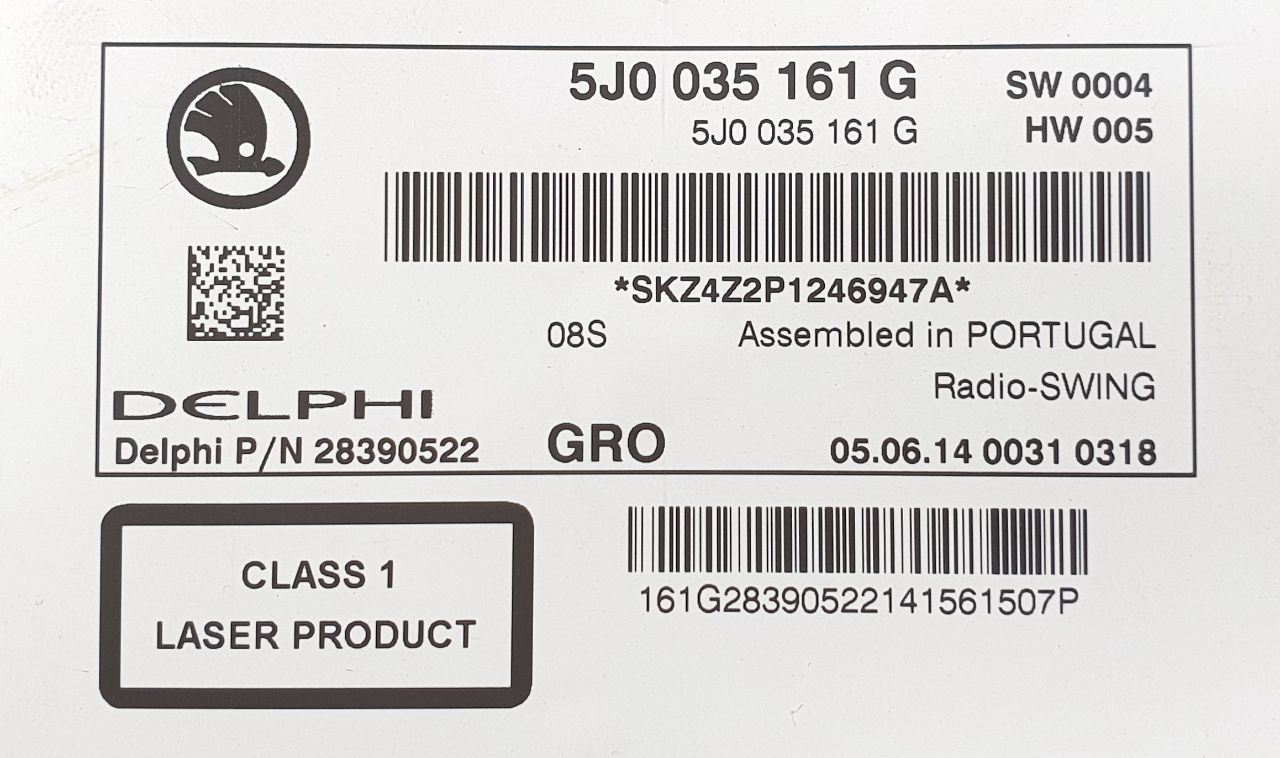 5J0 035 161 G SW 0004
5J0 035 161 G HW 005
*SKZ4Z2P1246947A*
08S Assembled in PORTUGAL
Radio-SWING
DELPHI
Delphi P/N 28390522 GRO 05.06.14 0031 0318
CLASS 1
LASER PRODUCT
161G28390522141561507P